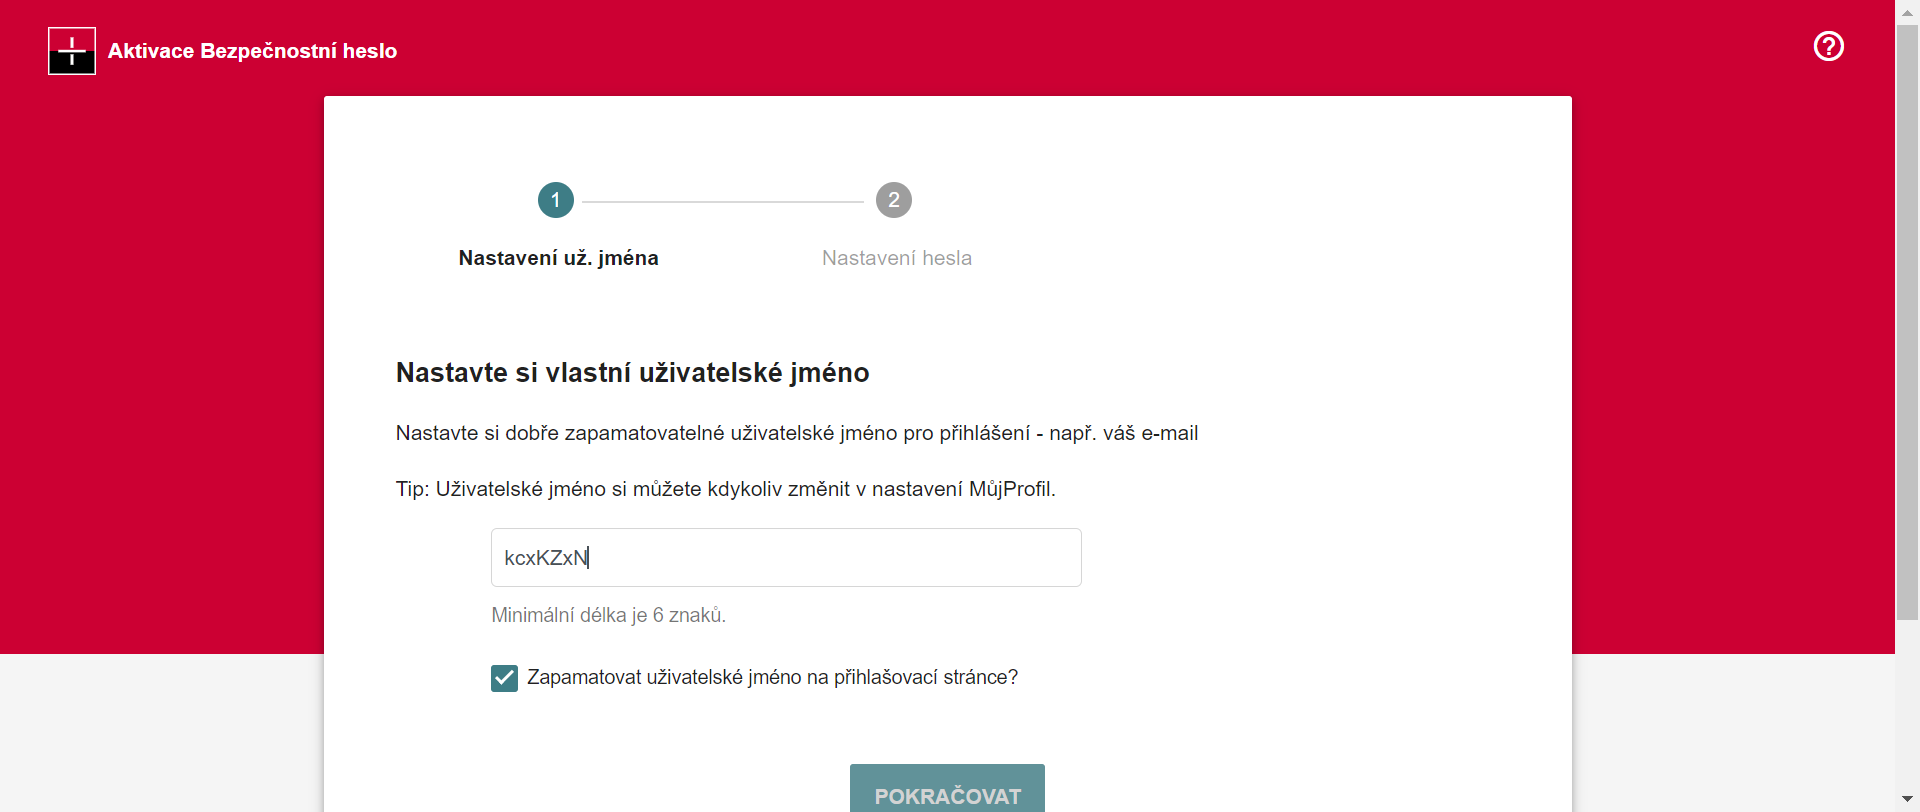 Aktivace Bezpečnostní heslo
1
2
Nastavení už. jména
Nastavení hesla
Nastavte si vlastní uživatelské jméno
Nastavte si dobře zapamatovatelné uživatelské jméno pro přihlášení - např. váš e-mail
Tip: Uživatelské jméno si můžete kdykoliv změnit v nastavení MůjProfil.
kcxKZxN
Minimální délka je 6 znaků.
Zapamatovat uživatelské jméno na přihlašovací stránce?
POKRAČOVAT